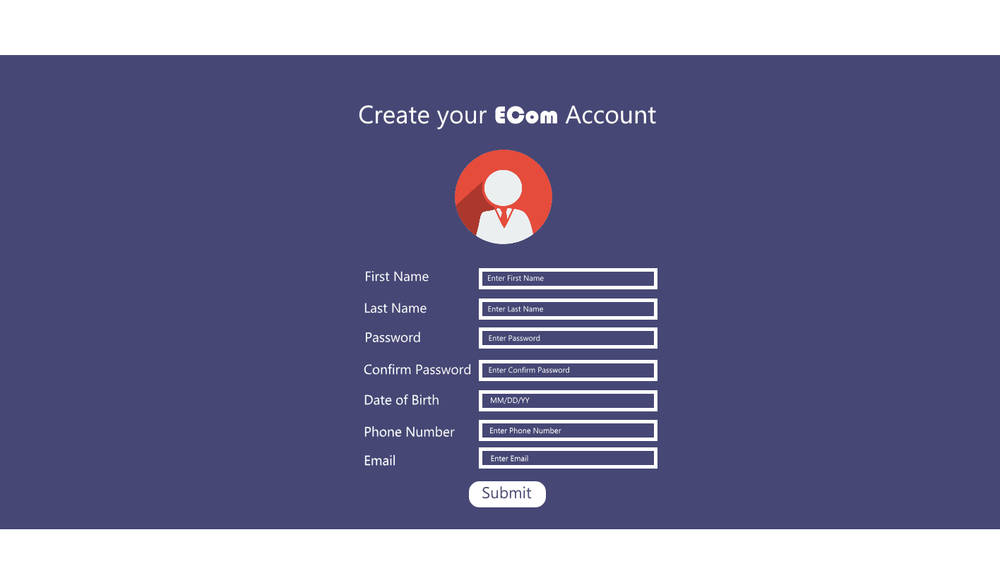 Create your ECom Account
First Name Enter First Name
Last Name Enter Last Name
Password Enter Password
Confirm Password Enter Confirm Password
Date of Birth MM/DD/YY
Phone Number Enter Phone Number
Email Enter Email
Submit